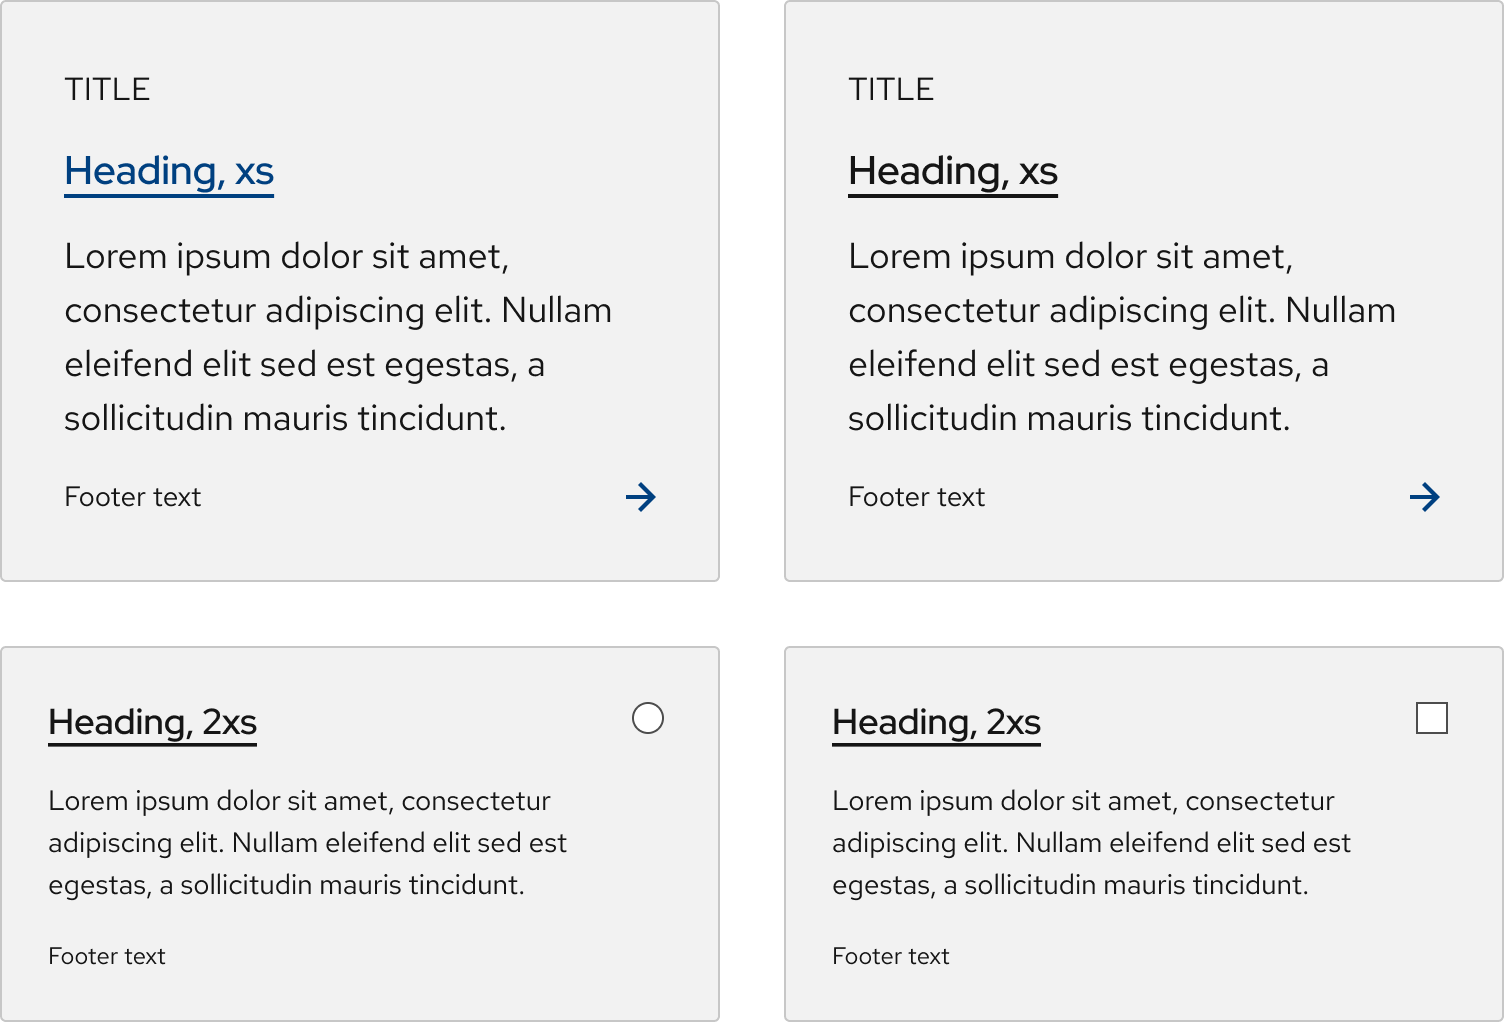 TITLE
Heading, xs
Lorem ipsum dolor sit amet,
consectetur adipiscing elit. Nullam
eleifend elit sed est egestas, a
sollicitudin mauris tincidunt.
Footer text
TITLE
Heading, xs
Lorem ipsum dolor sit amet,
consectetur adipiscing elit. Nullam
eleifend elit sed est egestas, a
sollicitudin mauris tincidunt.
Footer text
Heading, 2xs
Lorem ipsum dolor sit amet, consectetur
adipiscing elit. Nullam eleifend elit sed est
egestas, a sollicitudin mauris tincidunt.
Footer text
Heading, 2xs
Lorem ipsum dolor sit amet, consectetur
adipiscing elit. Nullam eleifend elit sed est
egestas, a sollicitudin mauris tincidunt.
Footer text